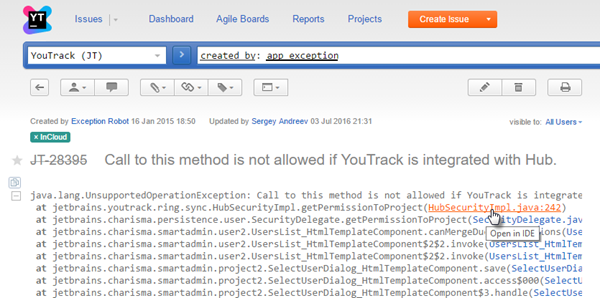 YT
Issues Dashboard Agile Boards Reports Projects Create Issue
YouTrack (JT) created by: app exception
Created by Exception Robot 16 Jan 2015 18:50 Updated by Sergey Andreev 03 Jul 2016 21:31 visible to: All Users
× InCloud
JT-28395 Call to this method is not allowed if YouTrack is integrated with Hub.
java.lang.UnsupportedOperationException: Call to this method is not allowed if YouTrack is integrate
at jetbrains.youtrack.ring.sync.HubSecurityImpl.getPermissionToProject(HubSecurityImpl.java:242)
at jetbrains.charisma.persistence.user.SecurityDelegate.getPermissionToProject(SecurityDelegate.jav
at jetbrains.charisma.smartadmin.user2.UsersList_HtmlTemplateComponent.canMergeDu ons(Users
Open in IDE
at jetbrains.charisma.smartadmin.user2.UsersList_HtmlTemplateComponent$2$2.invoke(UsersList_HtmlTem
at jetbrains.charisma.smartadmin.user2.UsersList_HtmlTemplateComponent$2$2.invoke(UsersList_HtmlTem
at jetbrains.charisma.smartadmin.project2.SelectUserDialog_HtmlTemplateComponent.save(SelectUserDia
at jetbrains.charisma.smartadmin.project2.SelectUserDialog_HtmlTemplateComponent.access$000(SelectU
at jetbrains.charisma.smartadmin.project2.SelectUserDialog_HtmlTemplateComponent$3.handle(SelectUse